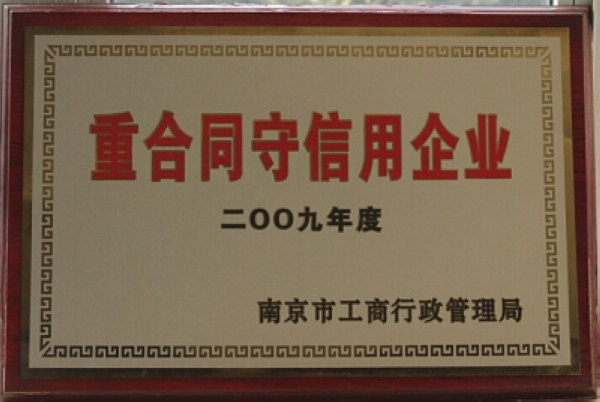 重合同守信用企业
二OO九年度
南京市工商行政管理局